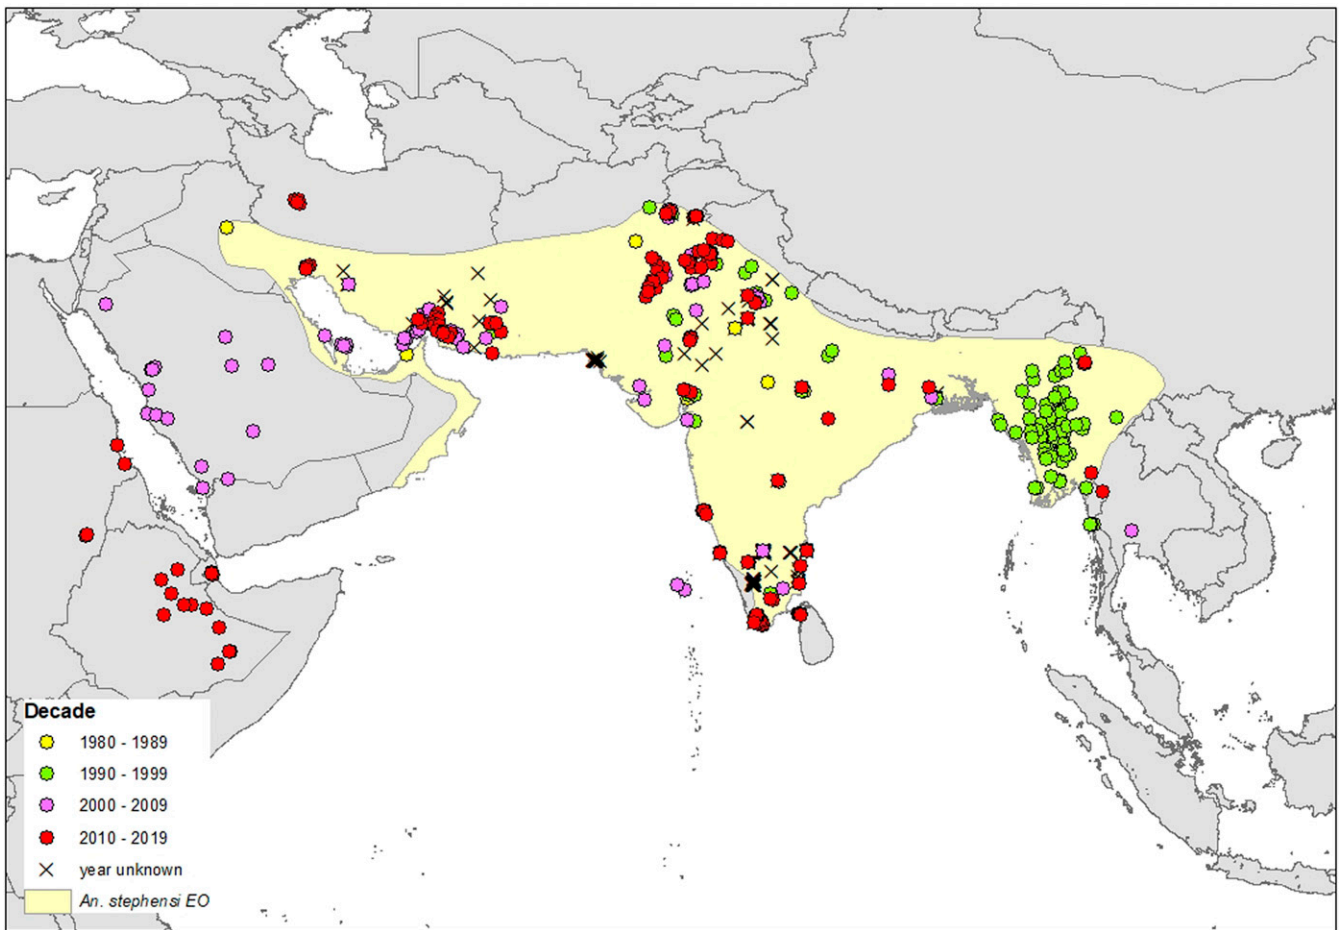 Decade
1980 - 1989
1990 - 1999
2000 - 2009
2010 - 2019
year unknown
An. stephensi EO